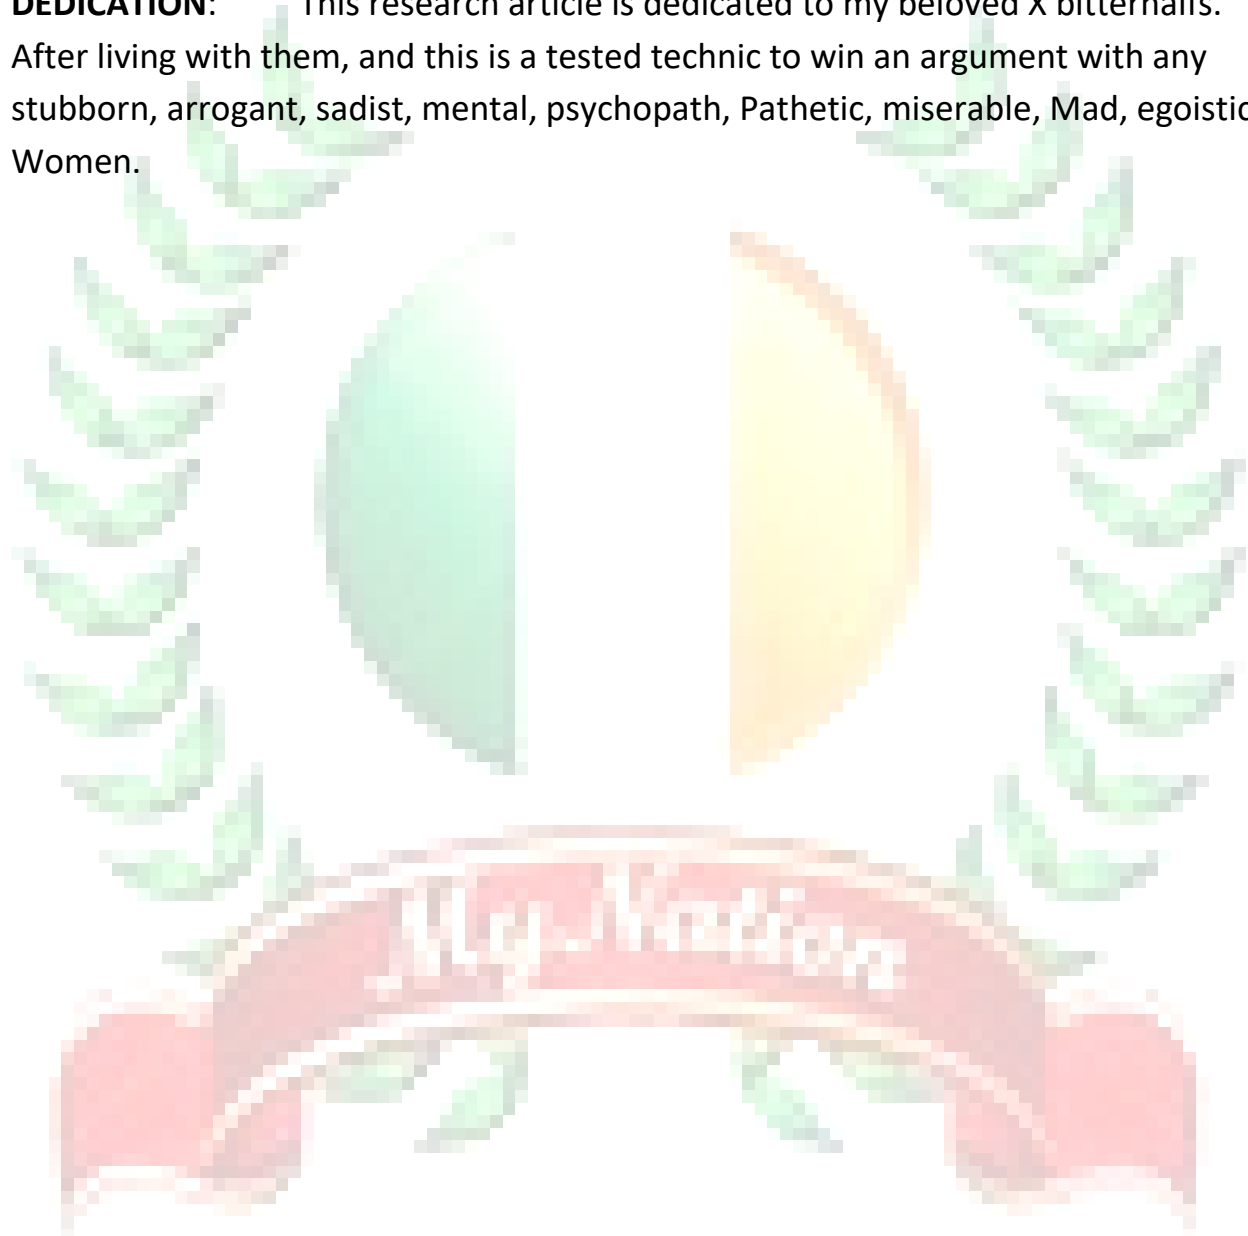 DEDICATION: This research article is dedicated to my beloved X bitterhalfs.
After living with them, and this is a tested technic to win an argument with any
stubborn, arrogant, sadist, mental, psychopath, Pathetic, miserable, Mad, egoistic
Women.
My Nation